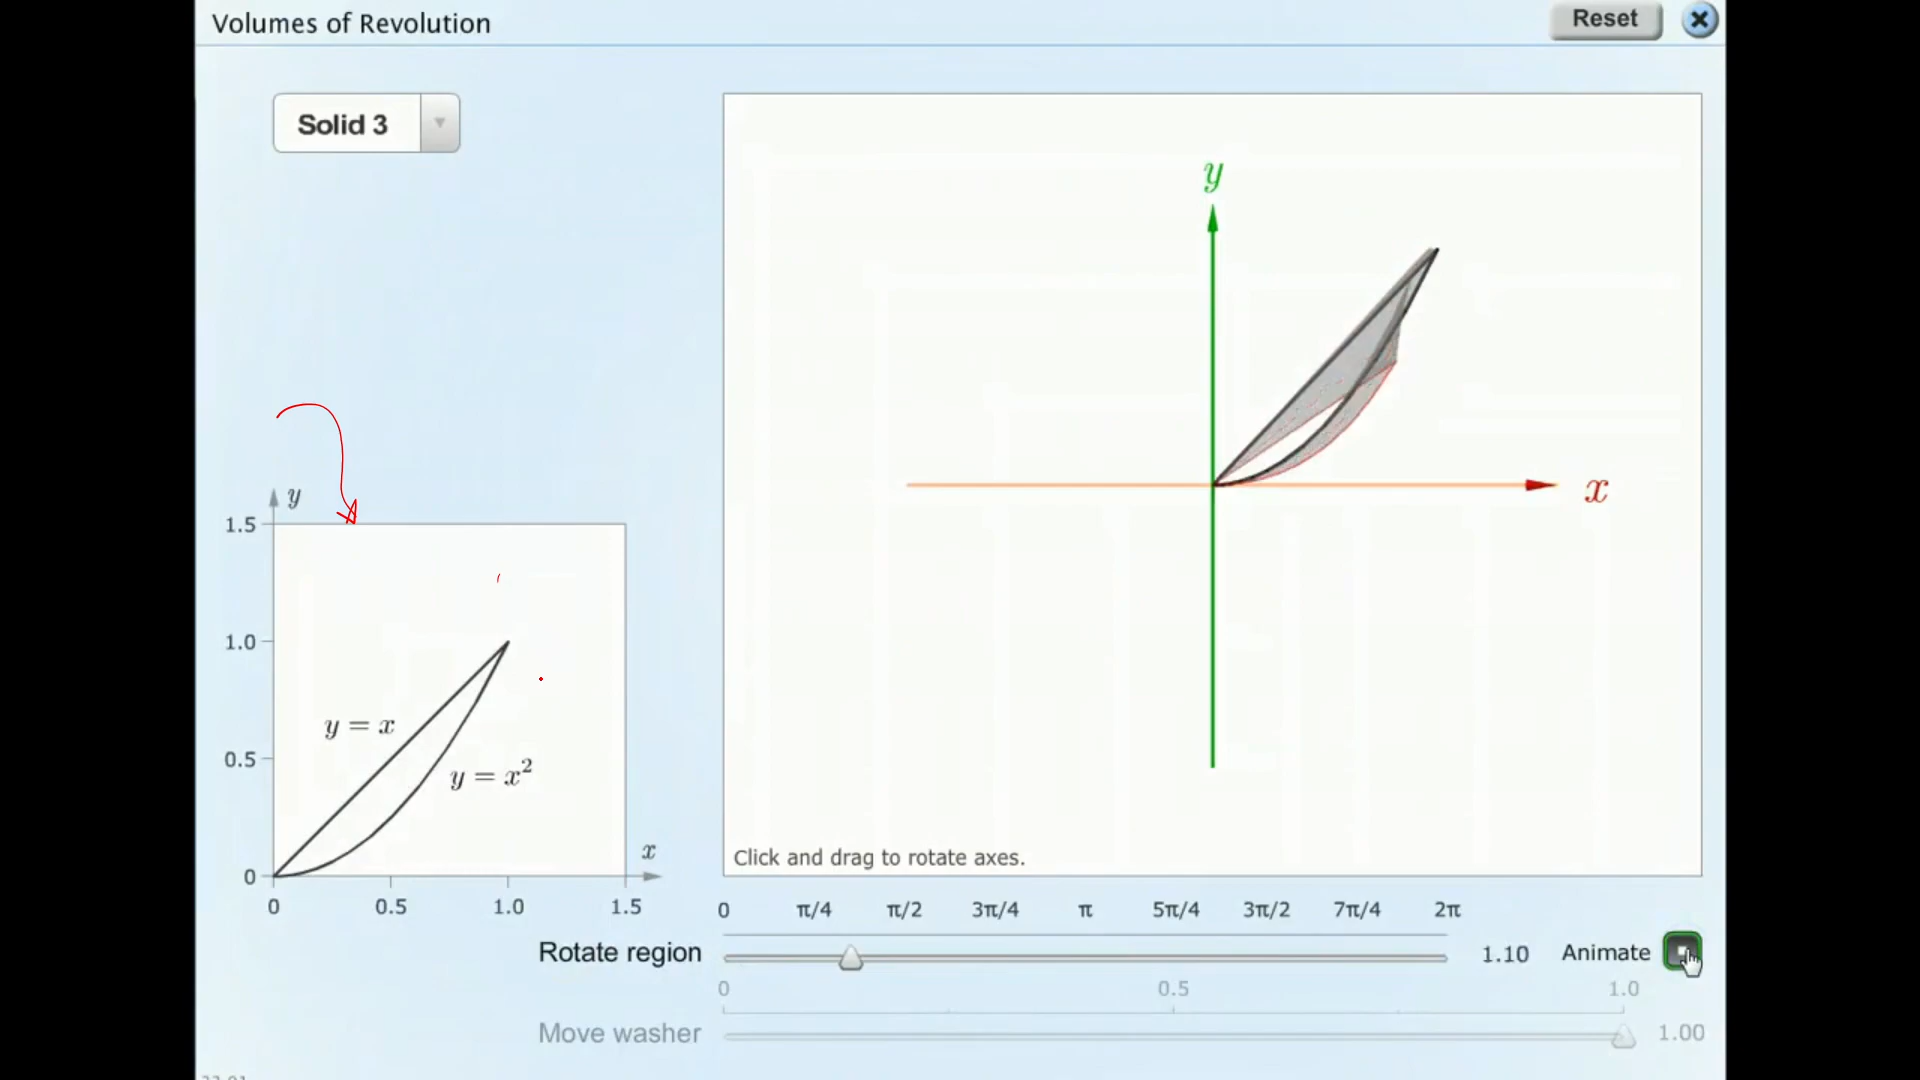 Volumes of Revolution
Reset
Solid 3
y
x
Click and drag to rotate axes.
y
1.5
1.0
0.5
0
y = x
y = x²
x
0 0.5 1.0 1.5
0 π/4 π/2 3π/4 π 5π/4 3π/2 7π/4 2π
Rotate region 1.10 Animate
0 0.5 1.0
Move washer 1.00